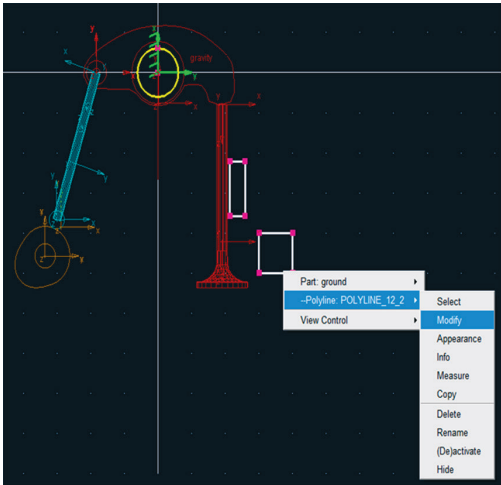 y
x
y
x
gravity
y
x
y
x
Y
y
z
x
Y
x
z
y
Part: ground
--Polyline: POLYLINE_12_2
View Control
Select
Modify
Appearance
Info
Measure
Copy
Delete
Rename
(De)activate
Hide